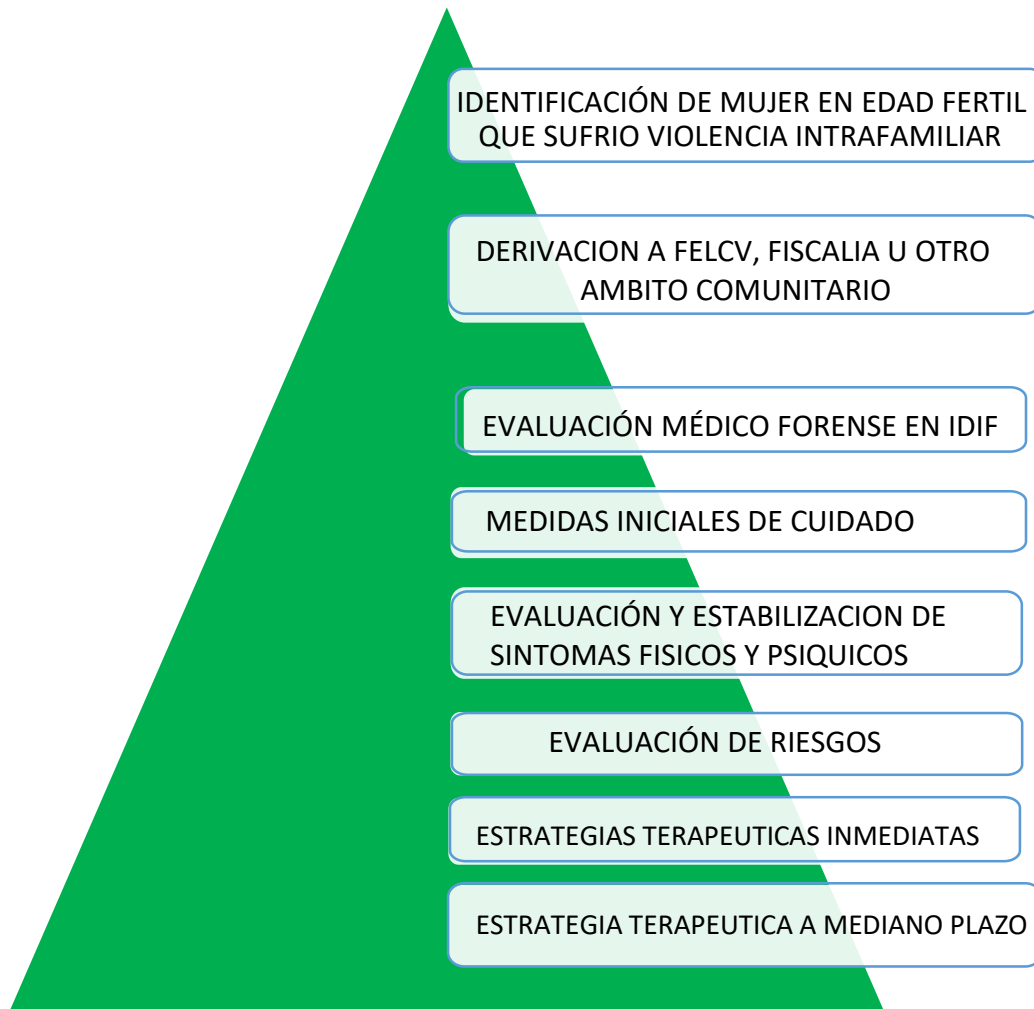 IDENTIFICACIÓN DE MUJER EN EDAD FERTIL
QUE SUFRIO VIOLENCIA INTRAFAMILIAR
DERIVACION A FELCV, FISCALIA U OTRO
AMBITO COMUNITARIO
EVALUACIÓN MÉDICO FORENSE EN IDIF
MEDIDAS INICIALES DE CUIDADO
EVALUACIÓN Y ESTABILIZACION DE
SINTOMAS FISICOS Y PSIQUICOS
EVALUACIÓN DE RIESGOS
ESTRATEGIAS TERAPEUTICAS INMEDIATAS
ESTRATEGIA TERAPEUTICA A MEDIANO PLAZO